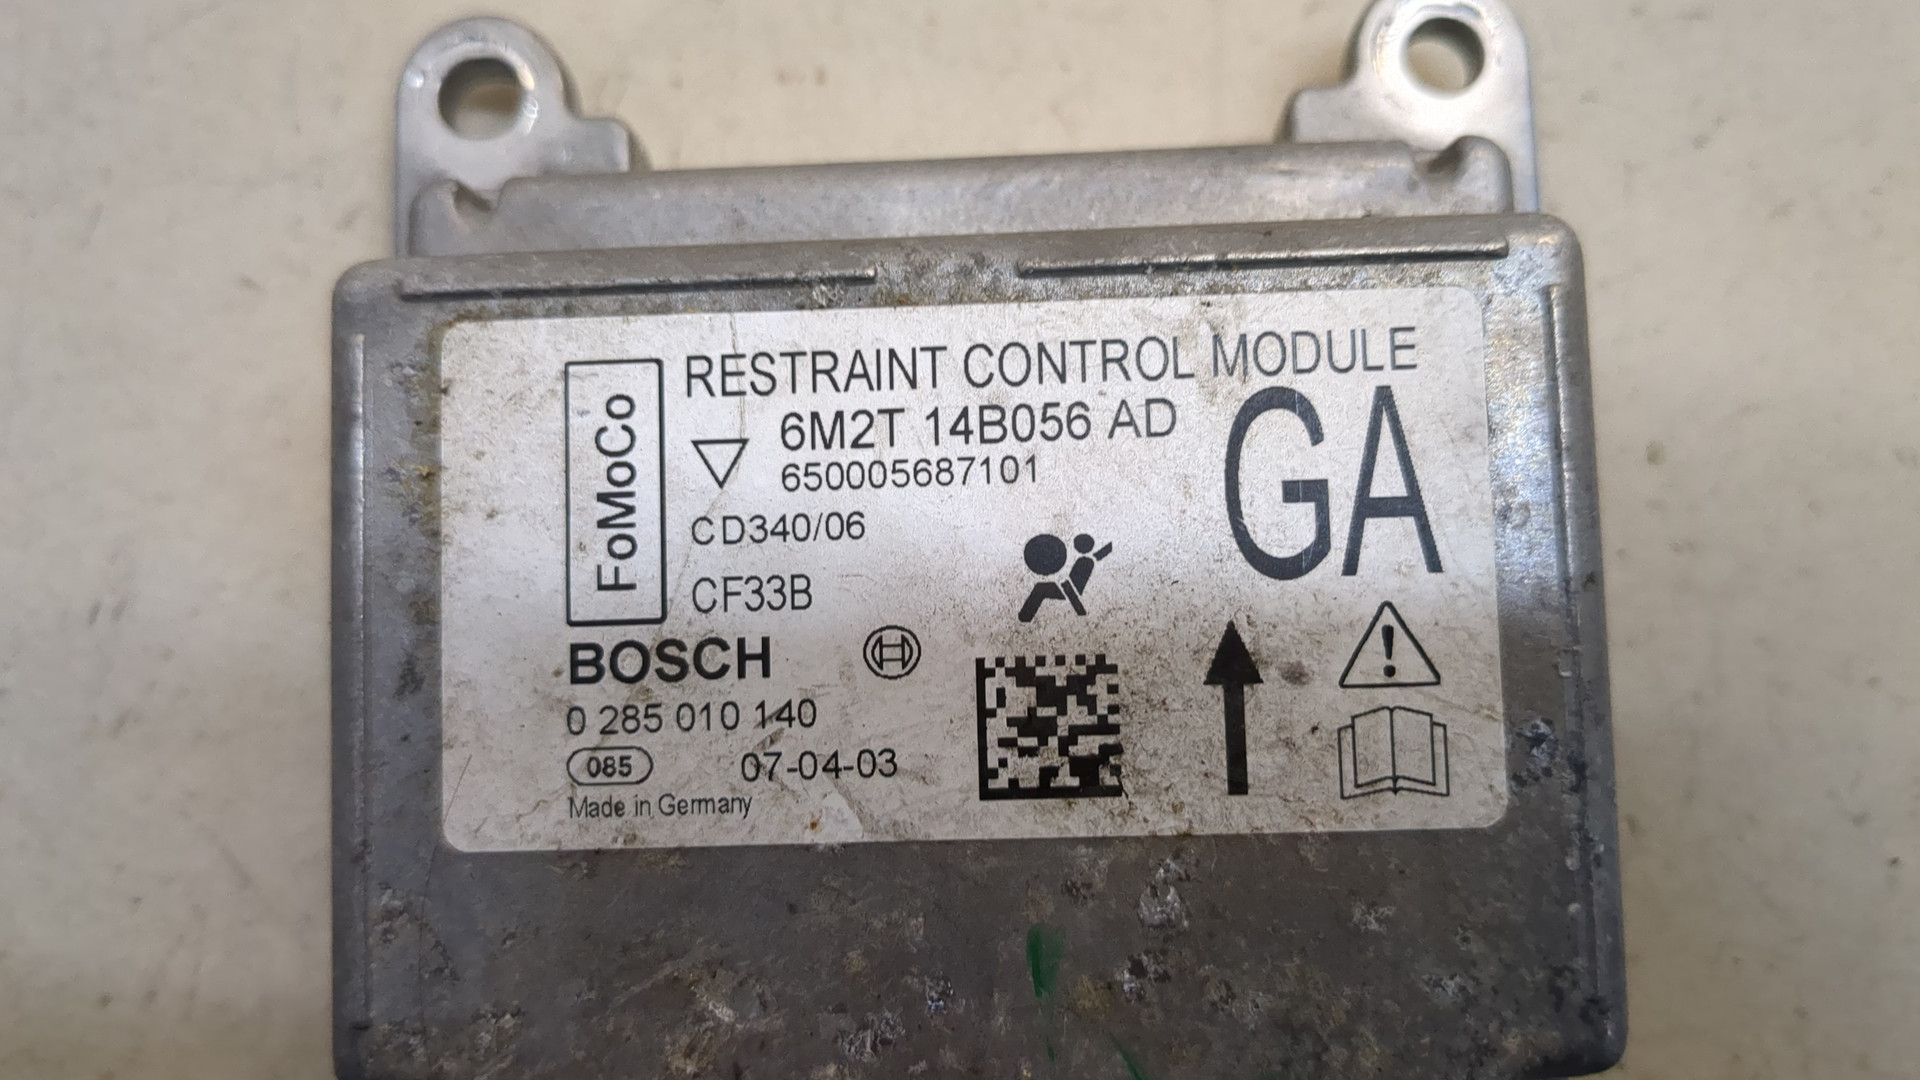 RESTRAINT CONTROL MODULE
FoMoCo
6M2T 14B056 AD
GA
650005687101
CD340/06
CF33B
BOSCH
0 285 010 140
085 07-04-03
Made in Germany